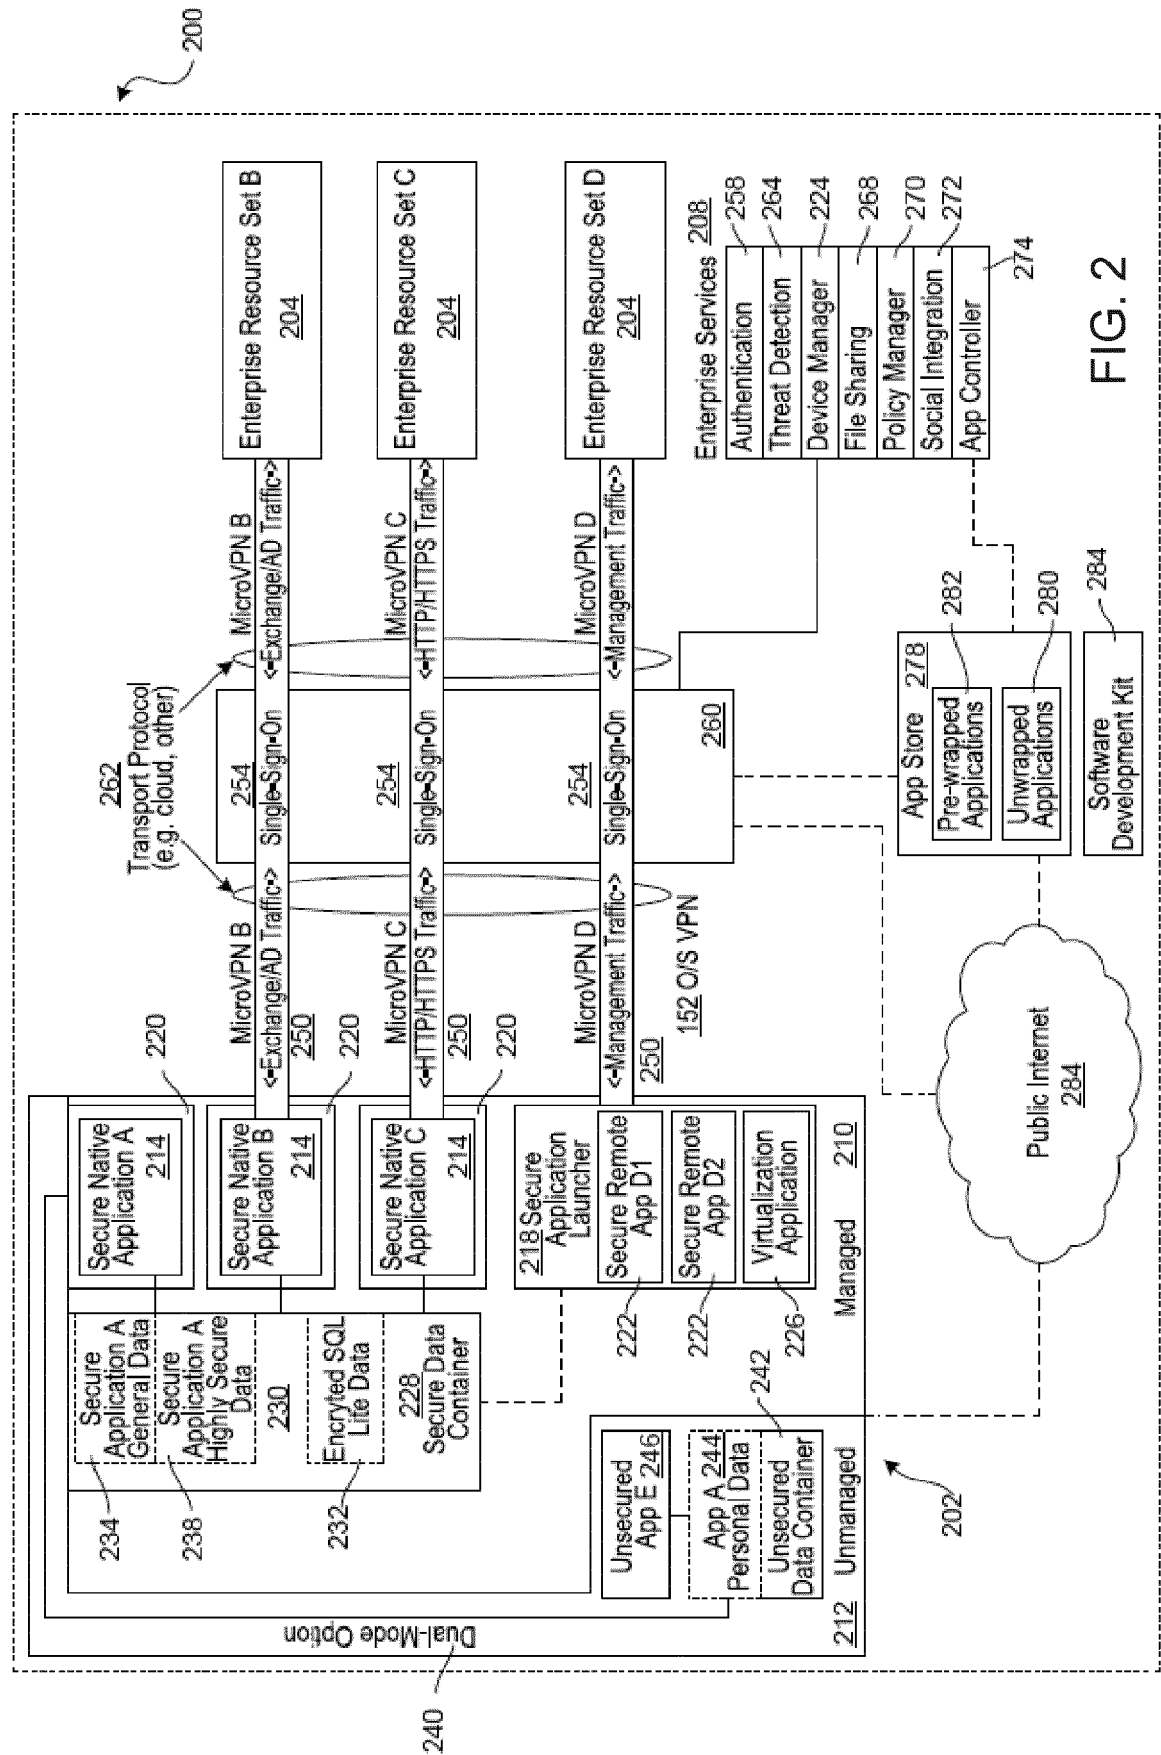 200
262
Transport Protocol
(e.g. cloud, other)
220
MicroVPN B
MicroVPN B
Secure Native
Application A
214
<-Exchange/AD Traffic->
254
Single-Sign-On
<-Exchange/AD Traffic->
Enterprise Resource Set B
204
234
Secure
Application A
General Data
250
220
238
Secure
Application A
Highly Secure
Data
Secure Native
Application B
214
MicroVPN C
MicroVPN C
230
<-HTTP/HTTPS Traffic->
254
Single-Sign-On
<-HTTP/HTTPS Traffic->
Enterprise Resource Set C
204
250
220
232
Encryted SQL
Lite Data
Secure Native
Application C
214
228
Secure Data
Container
Dual-Mode Option
240
218 Secure
Application
Launcher
MicroVPN D
MicroVPN D
<-Management Traffic->
254
Single-Sign-On
<-Management Traffic->
Enterprise Resource Set D
204
250
222
Secure Remote
App D1
152 O/S VPN
260
222
Secure Remote
App D2
226
Virtualization
Application
Unsecured
App E 246
App A 244
Personal Data
242
Unsecured
Data Container
212 Unmanaged
Managed 210
202
Enterprise Services 208
Authentication
258
Threat Detection
264
Device Manager
224
File Sharing
268
Policy Manager
270
Social Integration
272
App Controller
274
App Store 278
Pre-wrapped
Applications
282
Unwrapped
Applications
280
Software
Development Kit
284
Public Internet
284
FIG. 2